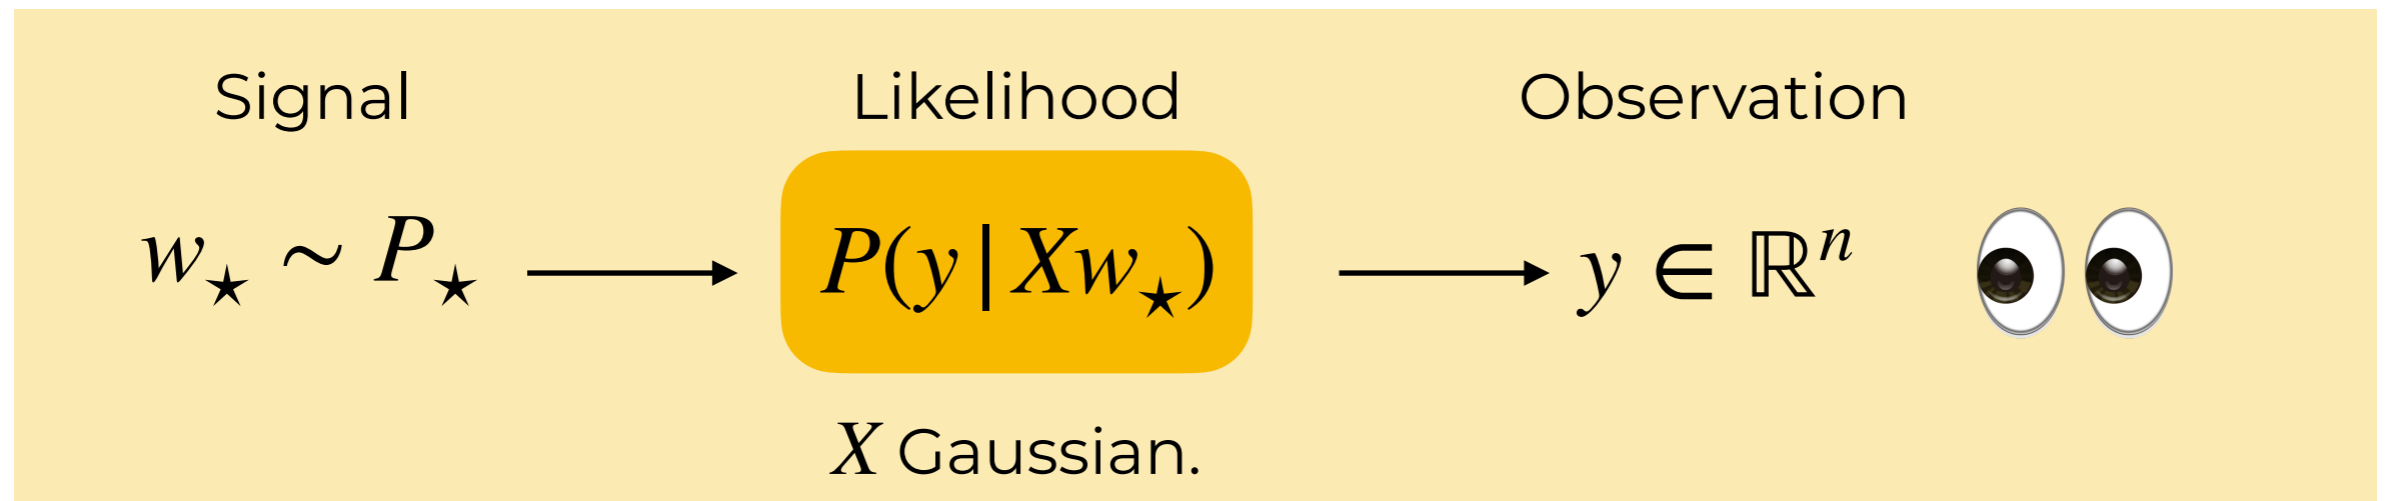 Signal Likelihood Observation
w⋆ ∼ P⋆ → P(y|Xw⋆) → y ∈ ℝⁿ
X Gaussian.